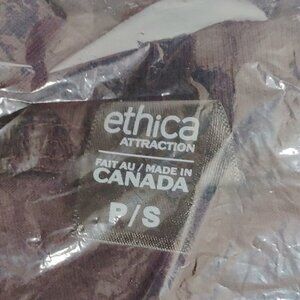 ethica
ATTRACTION
FAIT AU / MADE IN
CANADA
P/S